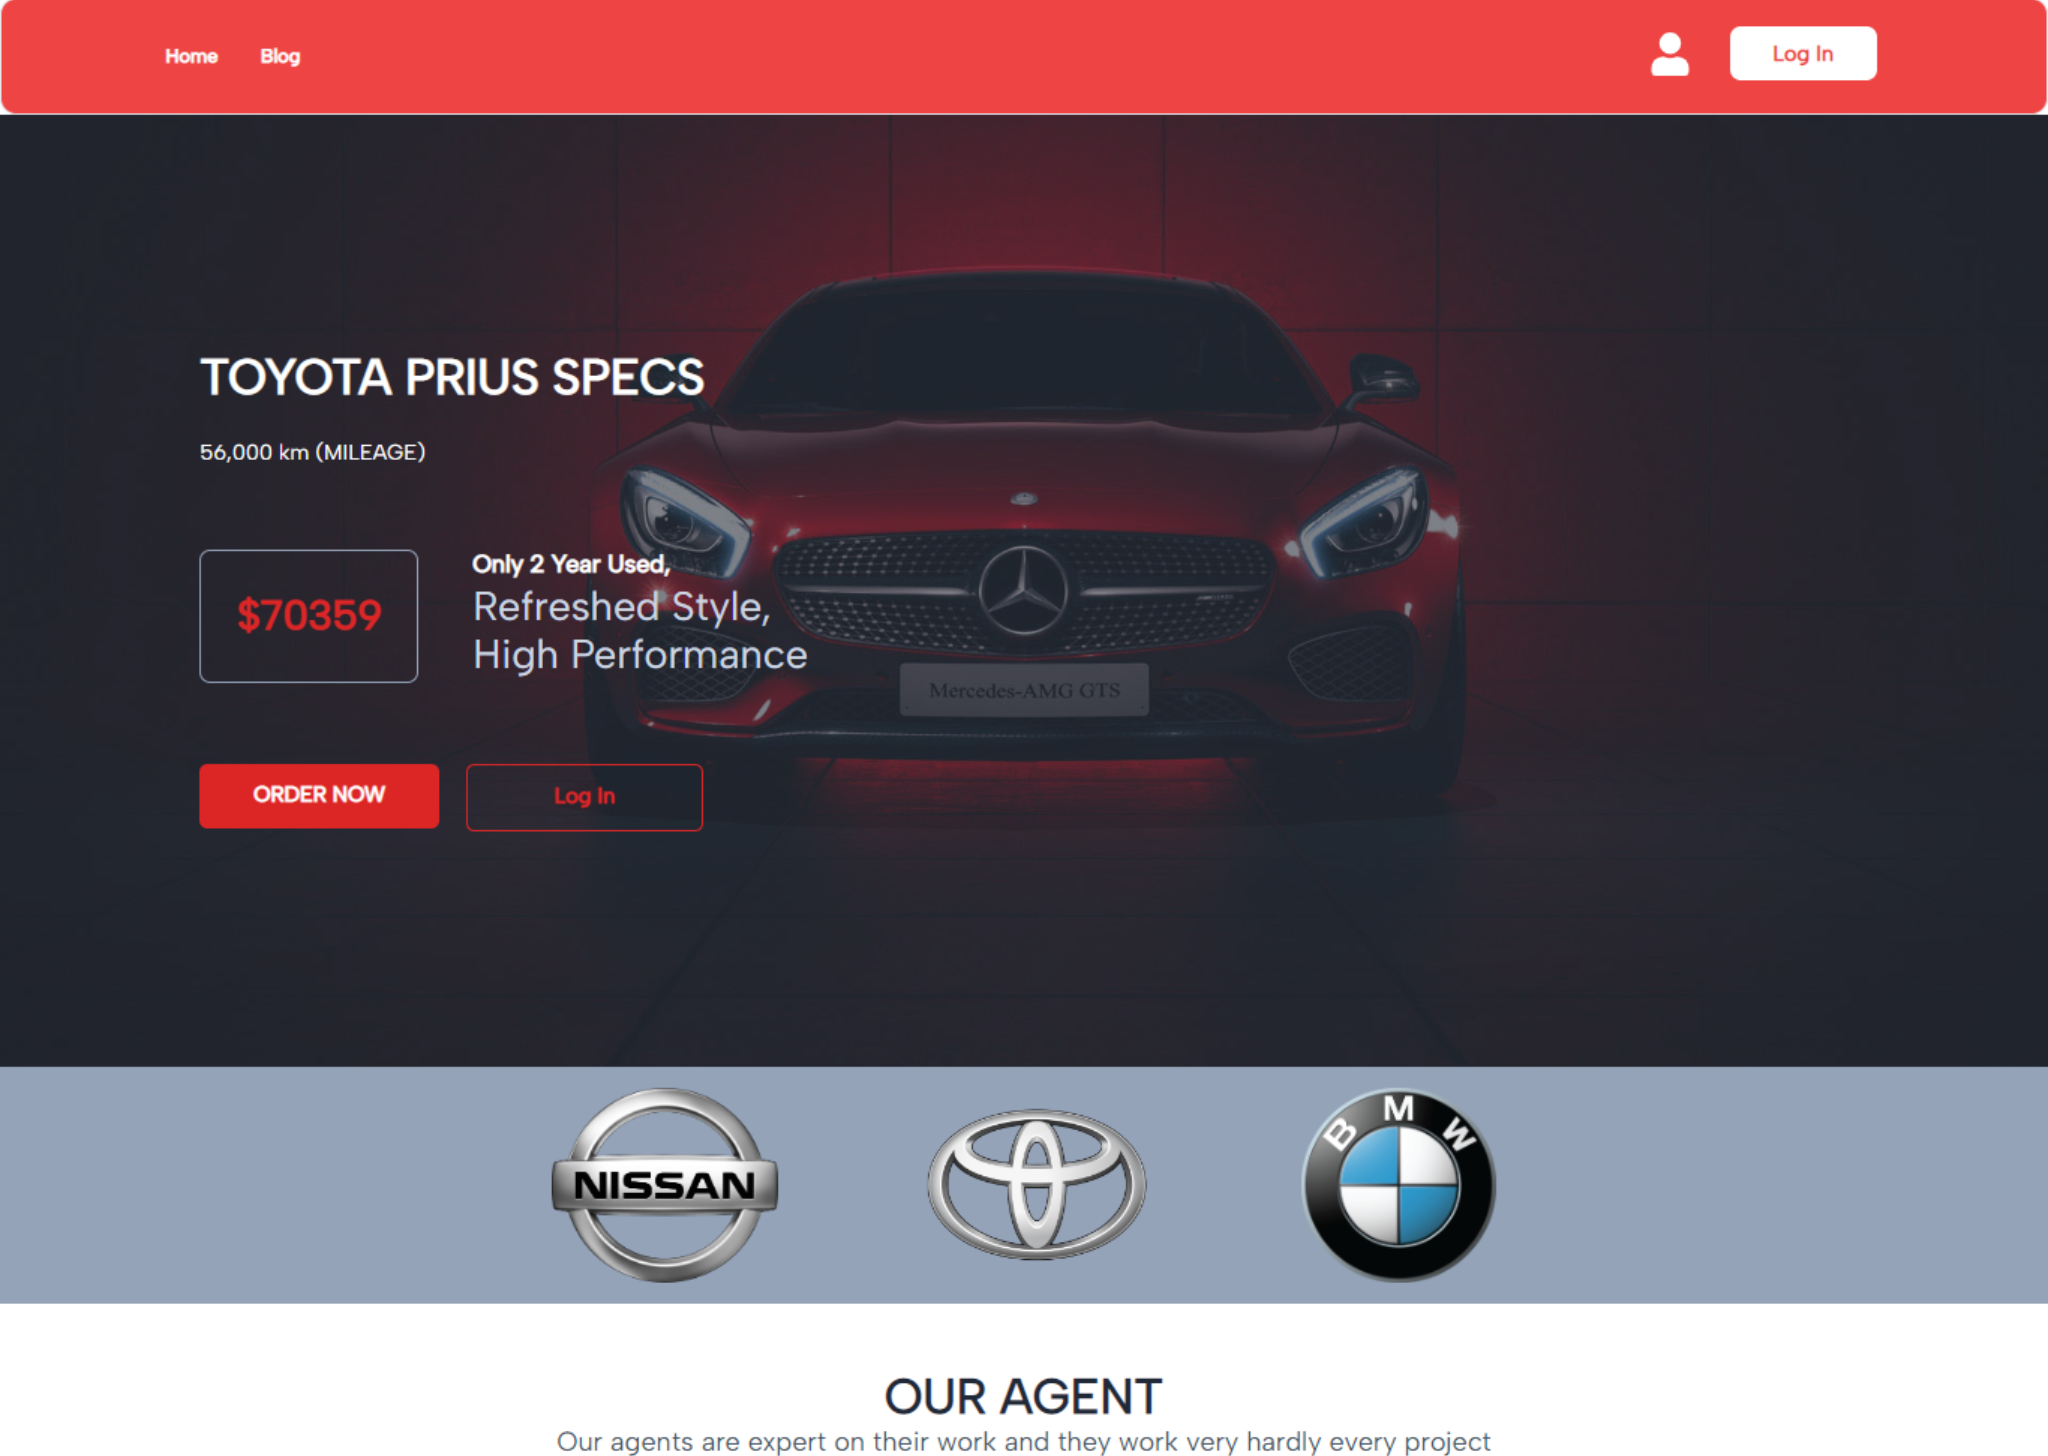 Home Blog Log In
TOYOTA PRIUS SPECS
56,000 km (MILEAGE)
$70359
Only 2 Year Used,
Refreshed Style,
High Performance
Mercedes-AMG GTS
ORDER NOW Log In
NISSAN
BMW
OUR AGENT
Our agents are expert on their work and they work very hardly every project